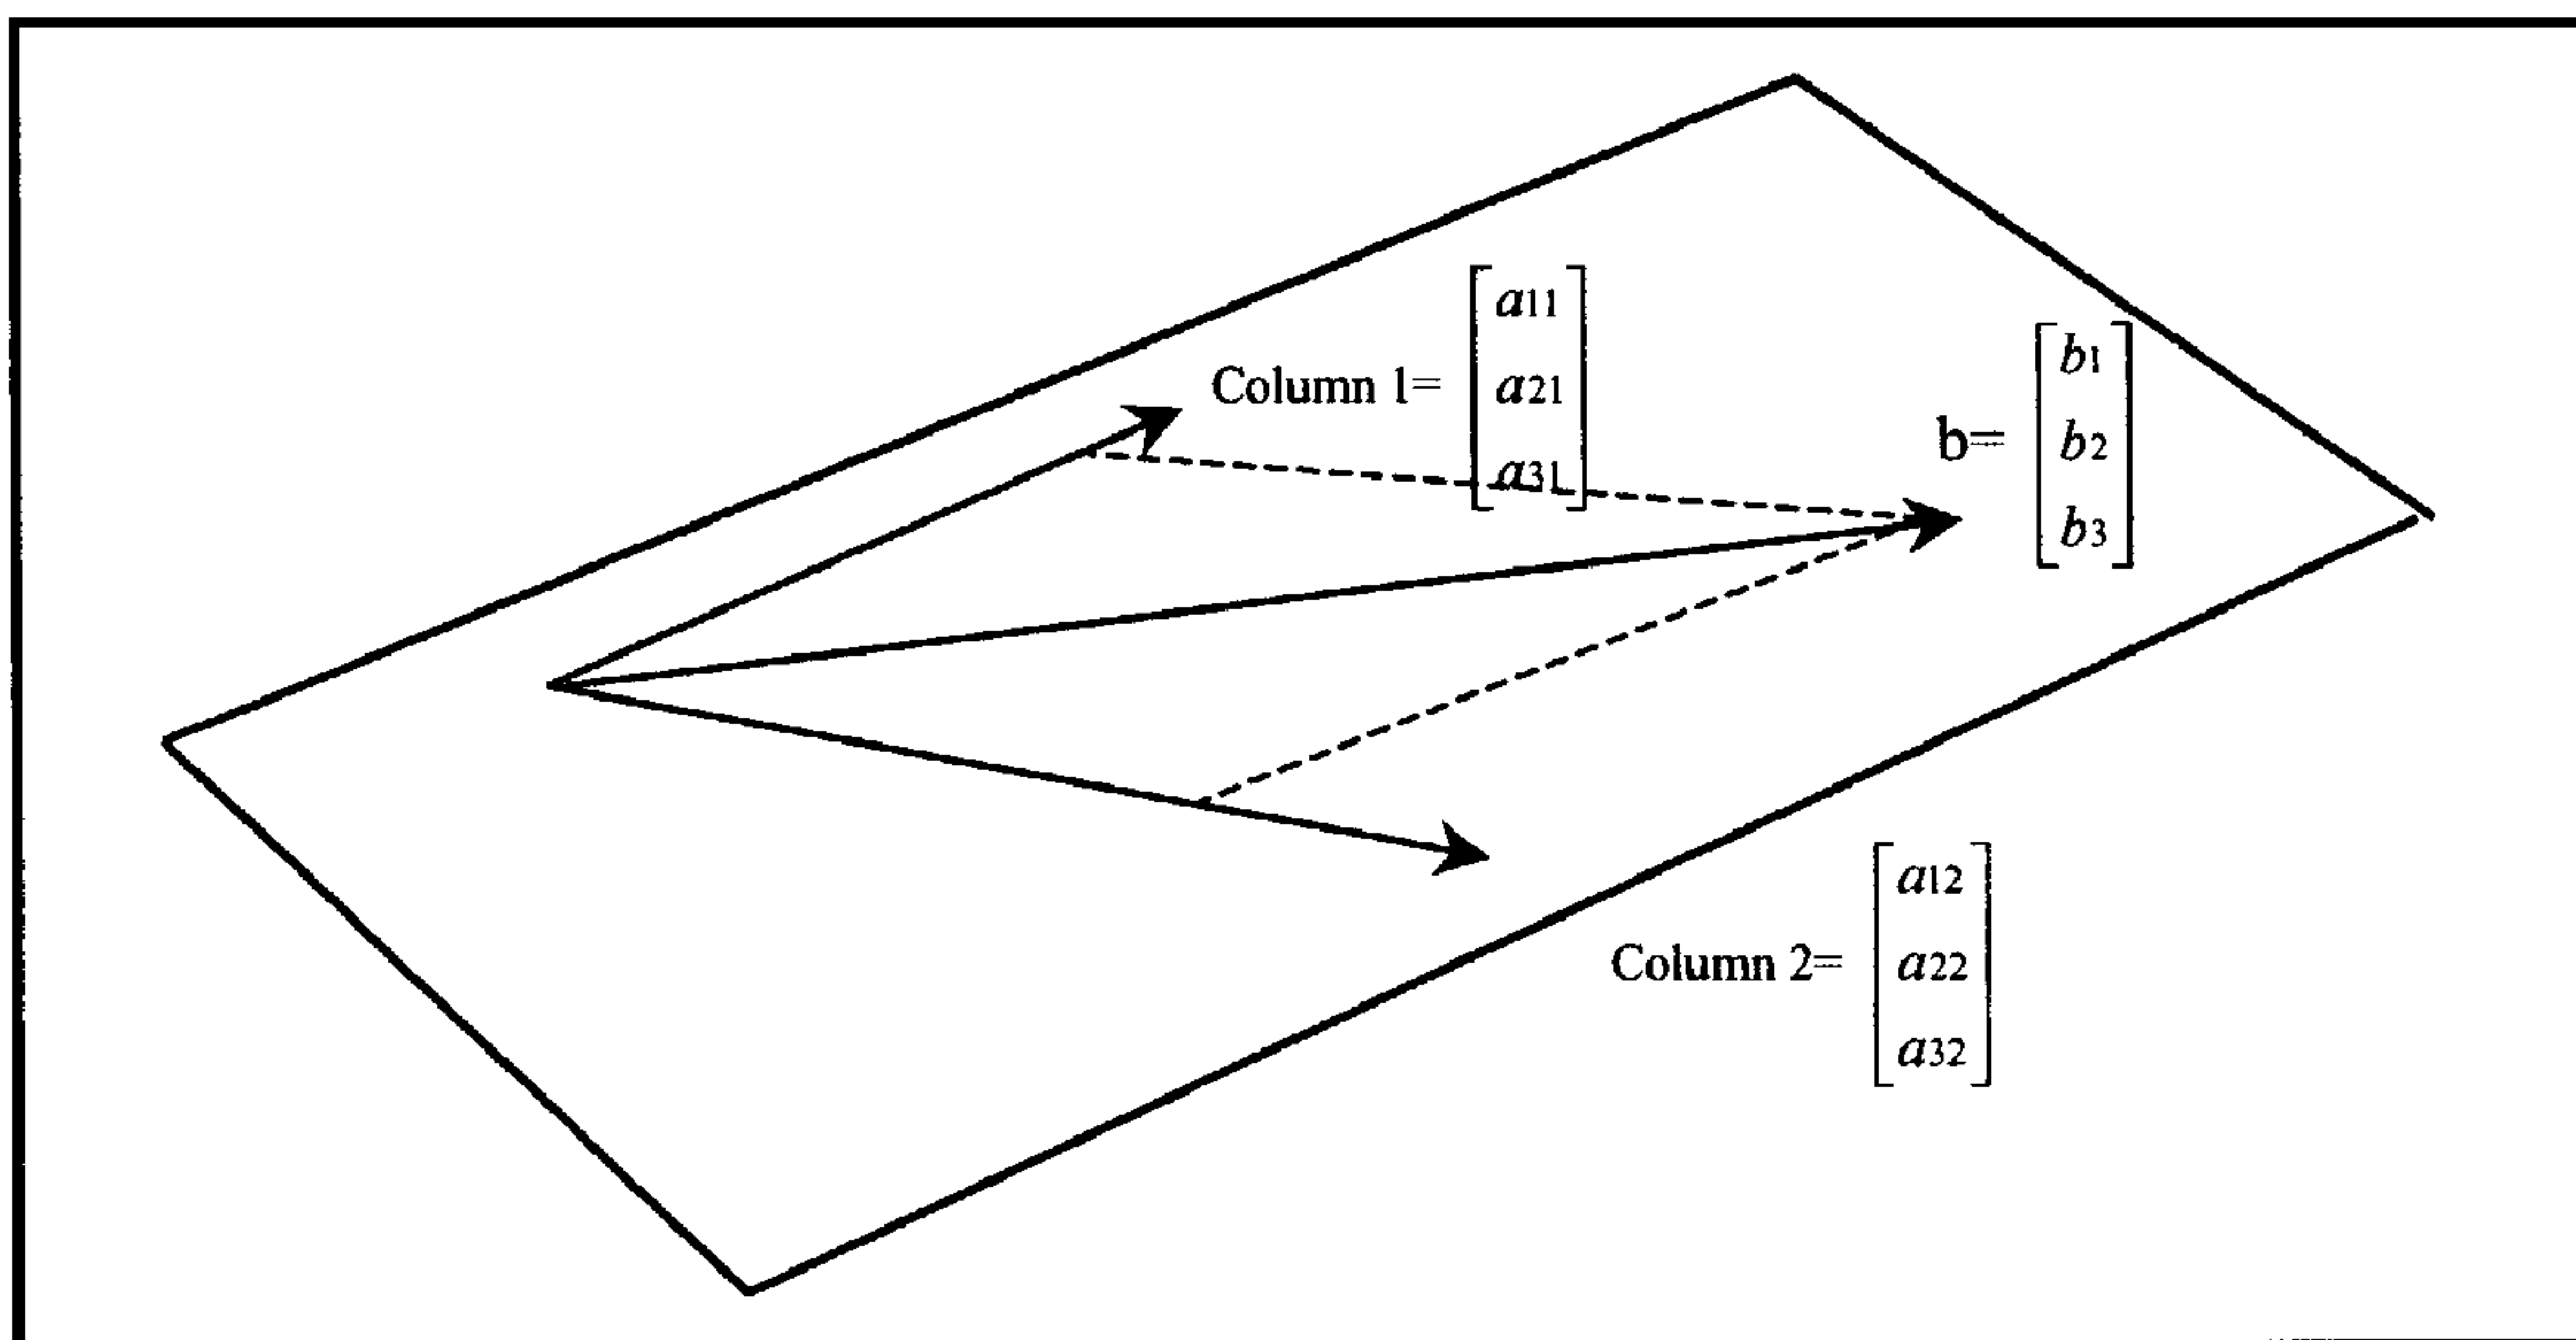 Column 1= [a11
a21
a31]
b= [b1
b2
b3]
Column 2= [a12
a22
a32]